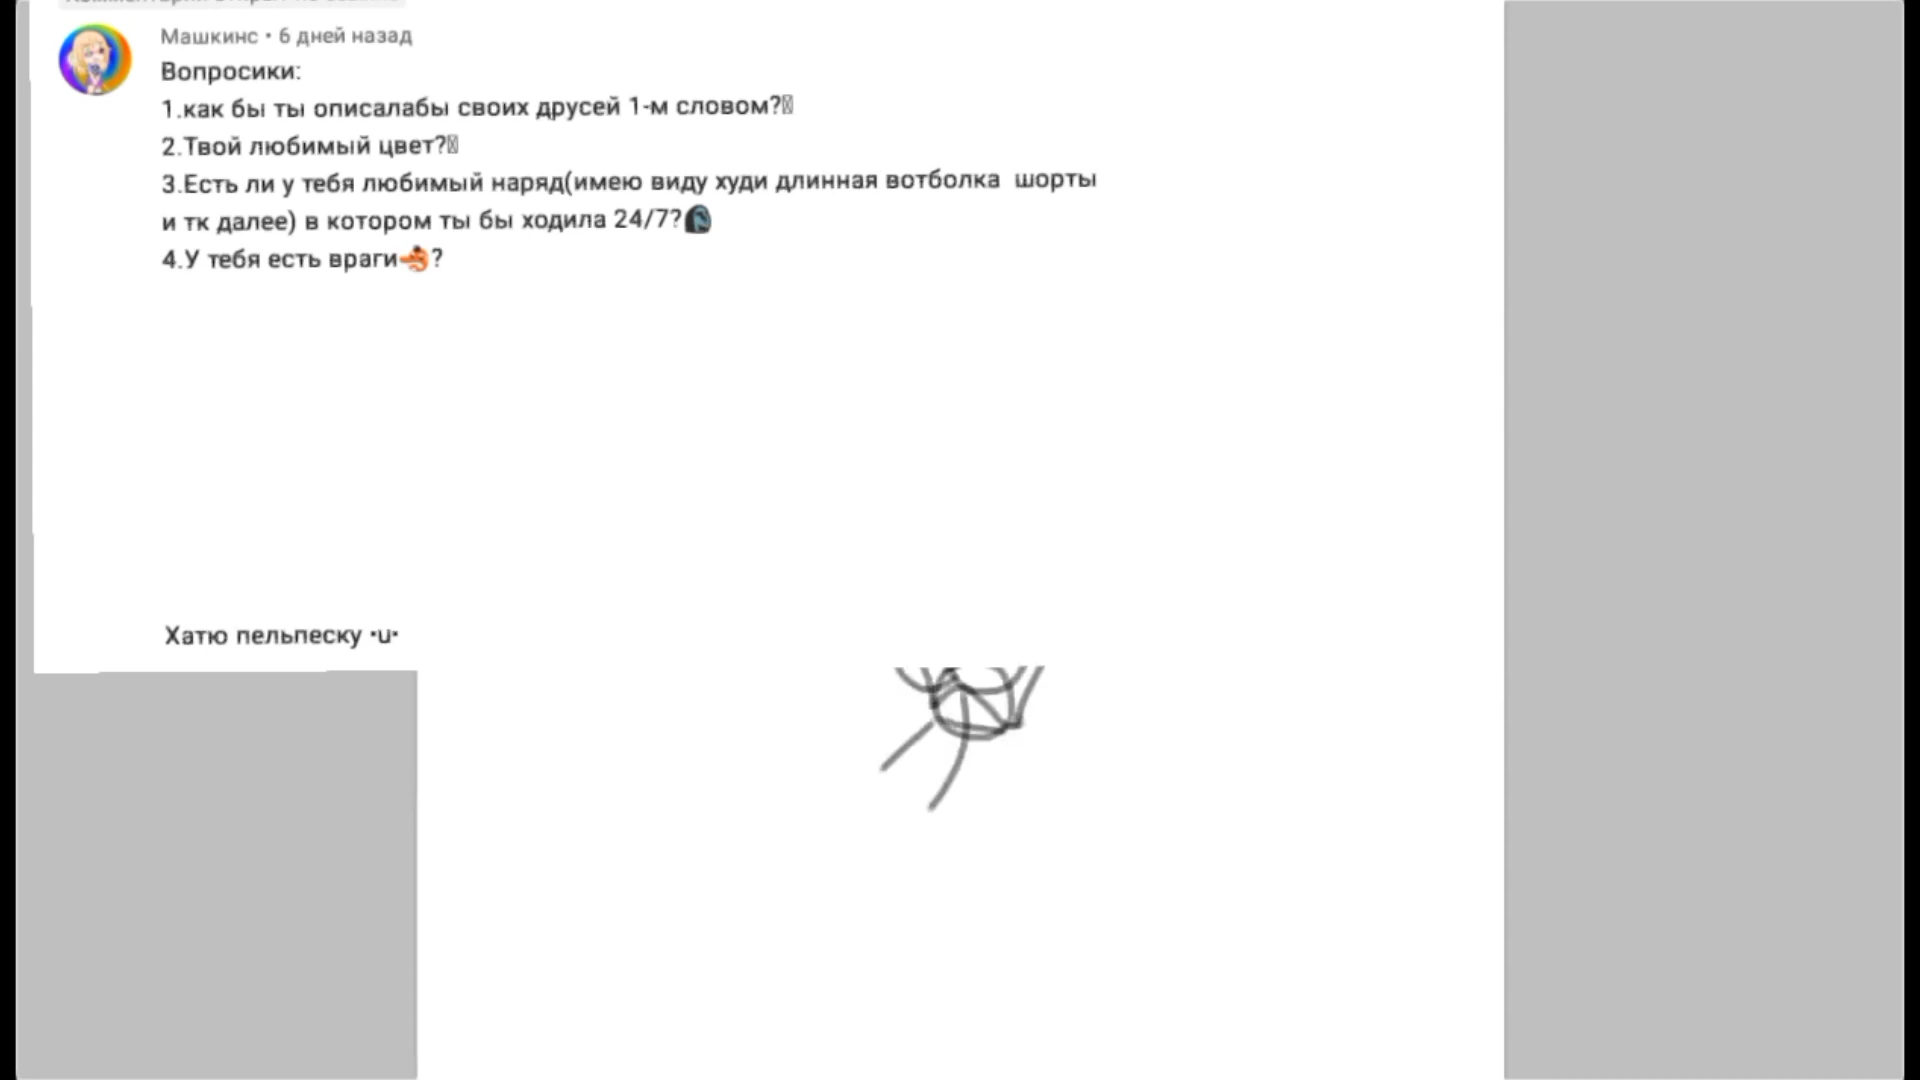 Машкинс • 6 дней назад
Вопросики:
1.как бы ты описалабы своих друсей 1-м словом?
2.Твой любимый цвет?
3.Есть ли у тебя любимый наряд(имею виду худи длинная вотболка шорты
и тк далее) в котором ты бы ходила 24/7?
4.У тебя есть враги?
Хатю пельпеску •u•